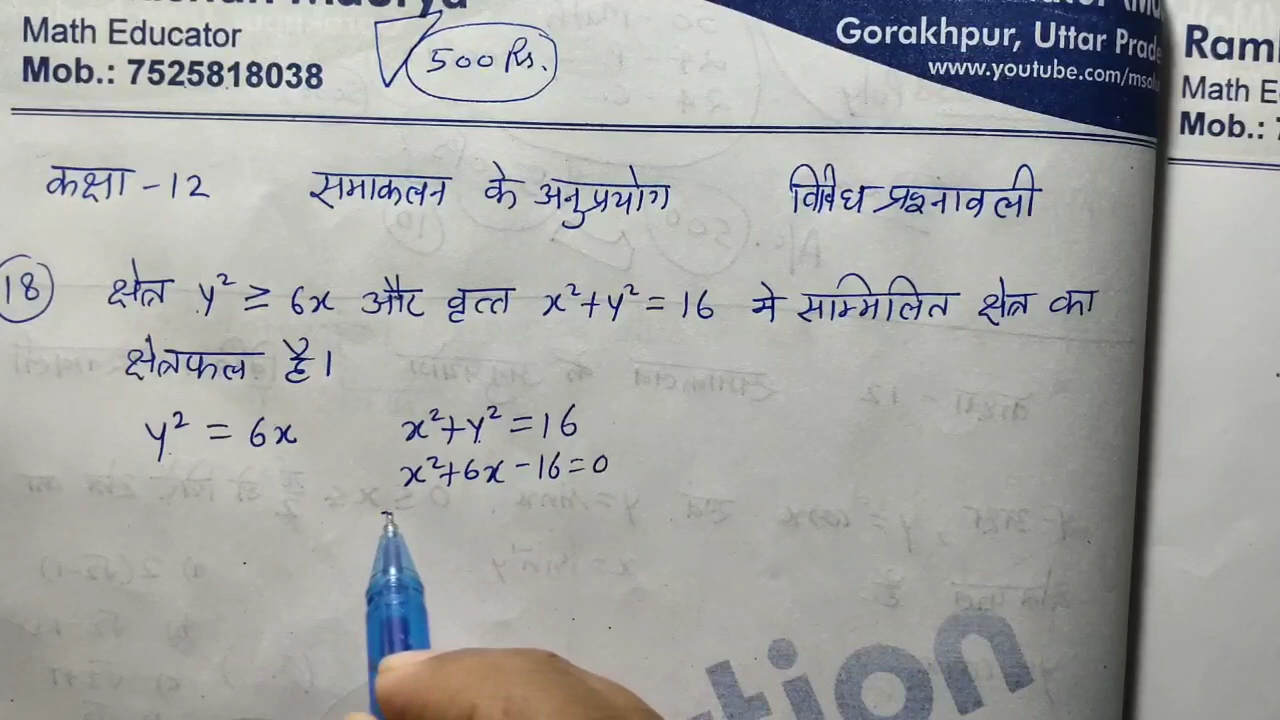 Math Educator
Mob.: 7525818038
500 Rs.
Gorakhpur, Uttar Prade
www.youtube.com/mso
Raml
Math E
Mob.:
कक्षा - 12 समाकलन के अनुप्रयोग विविध प्रश्नावली
18 क्षेत्र y² ≥ 6x और वृत्त x²+y² = 16 मे सम्मिलित क्षेत्र का
क्षेत्रफल है।
y² = 6x x²+y² = 16
x²+6x-16=0